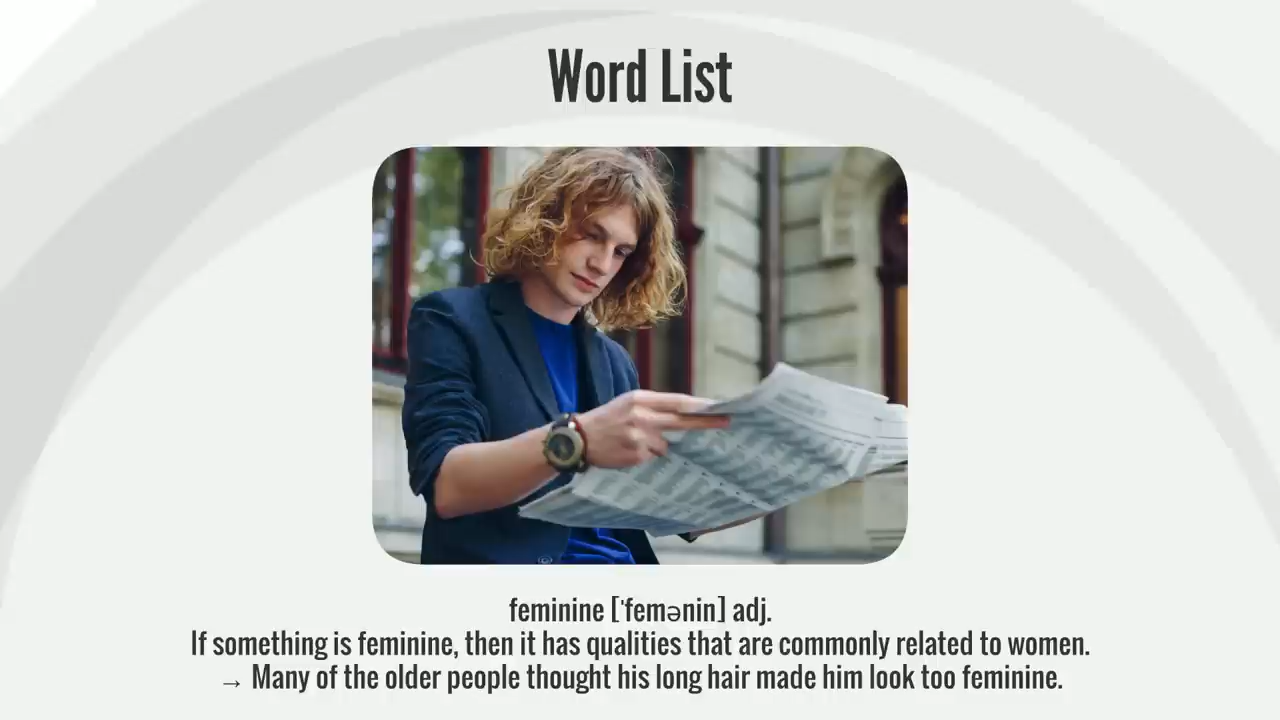 Word List
feminine [ˈfemənin] adj.
If something is feminine, then it has qualities that are commonly related to women.
→ Many of the older people thought his long hair made him look too feminine.